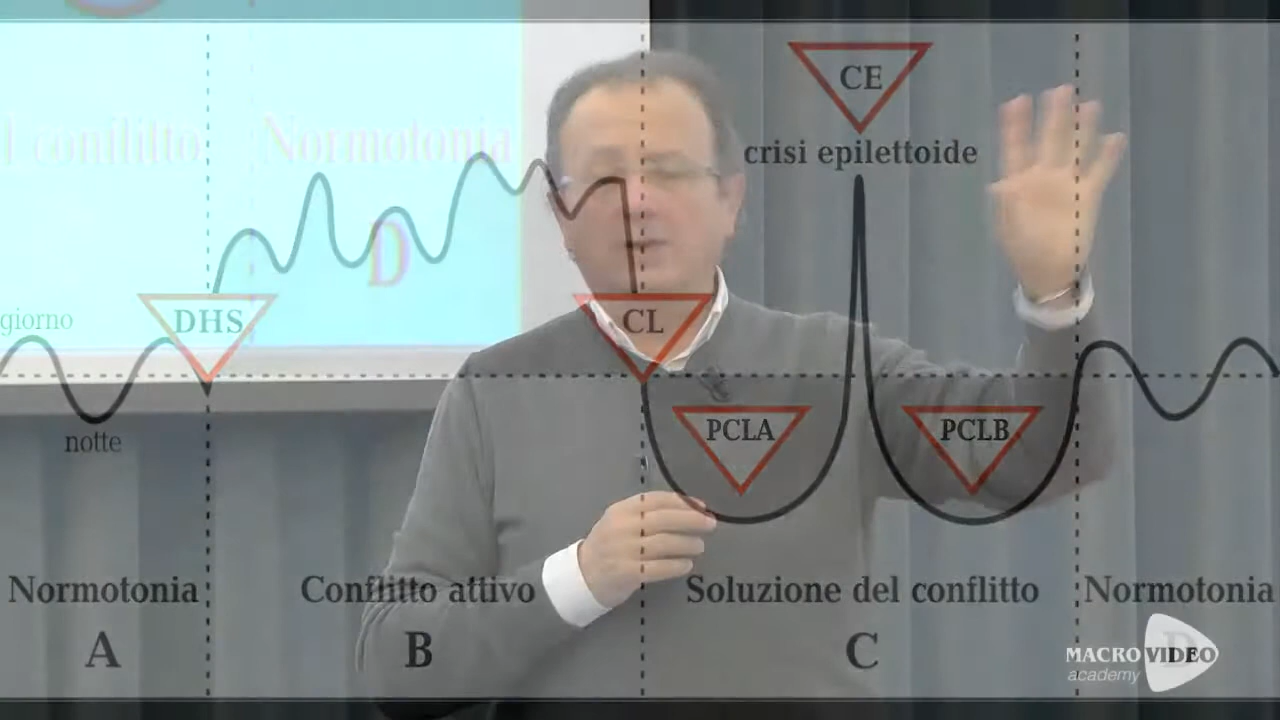 l conflitto
Normotonia
D
CE
crisi epilettoide
giorno
DHS
CL
notte
PCLA
PCLB
Normotonia
Conflitto attivo
Soluzione del conflitto
Normotonia
A
B
C
D
MACRO VIDEO
academy